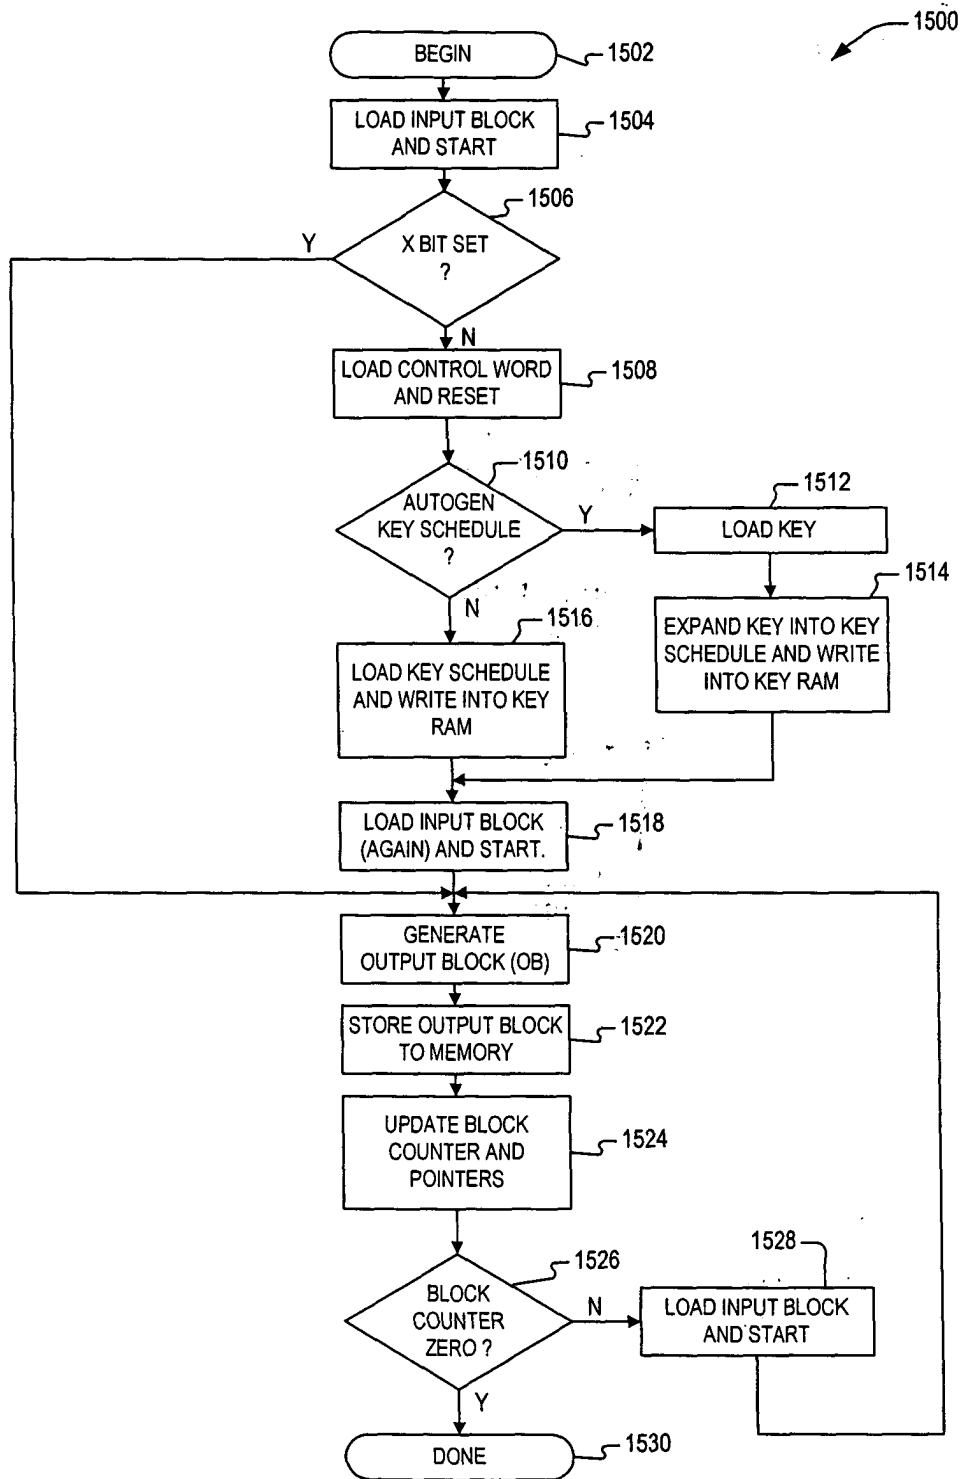 1500
BEGIN
1502
LOAD INPUT BLOCK
AND START
1504
1506
X BIT SET
?
Y
N
LOAD CONTROL WORD
AND RESET
1508
1510
AUTOGEN
KEY SCHEDULE
?
Y
N
1512
LOAD KEY
1514
EXPAND KEY INTO KEY
SCHEDULE AND WRITE
INTO KEY RAM
1516
LOAD KEY SCHEDULE
AND WRITE INTO KEY
RAM
LOAD INPUT BLOCK
(AGAIN) AND START.
1518
GENERATE
OUTPUT BLOCK (OB)
1520
STORE OUTPUT BLOCK
TO MEMORY
1522
UPDATE BLOCK
COUNTER AND
POINTERS
1524
1526
BLOCK
COUNTER
ZERO ?
N
Y
1528
LOAD INPUT BLOCK
AND START
DONE
1530